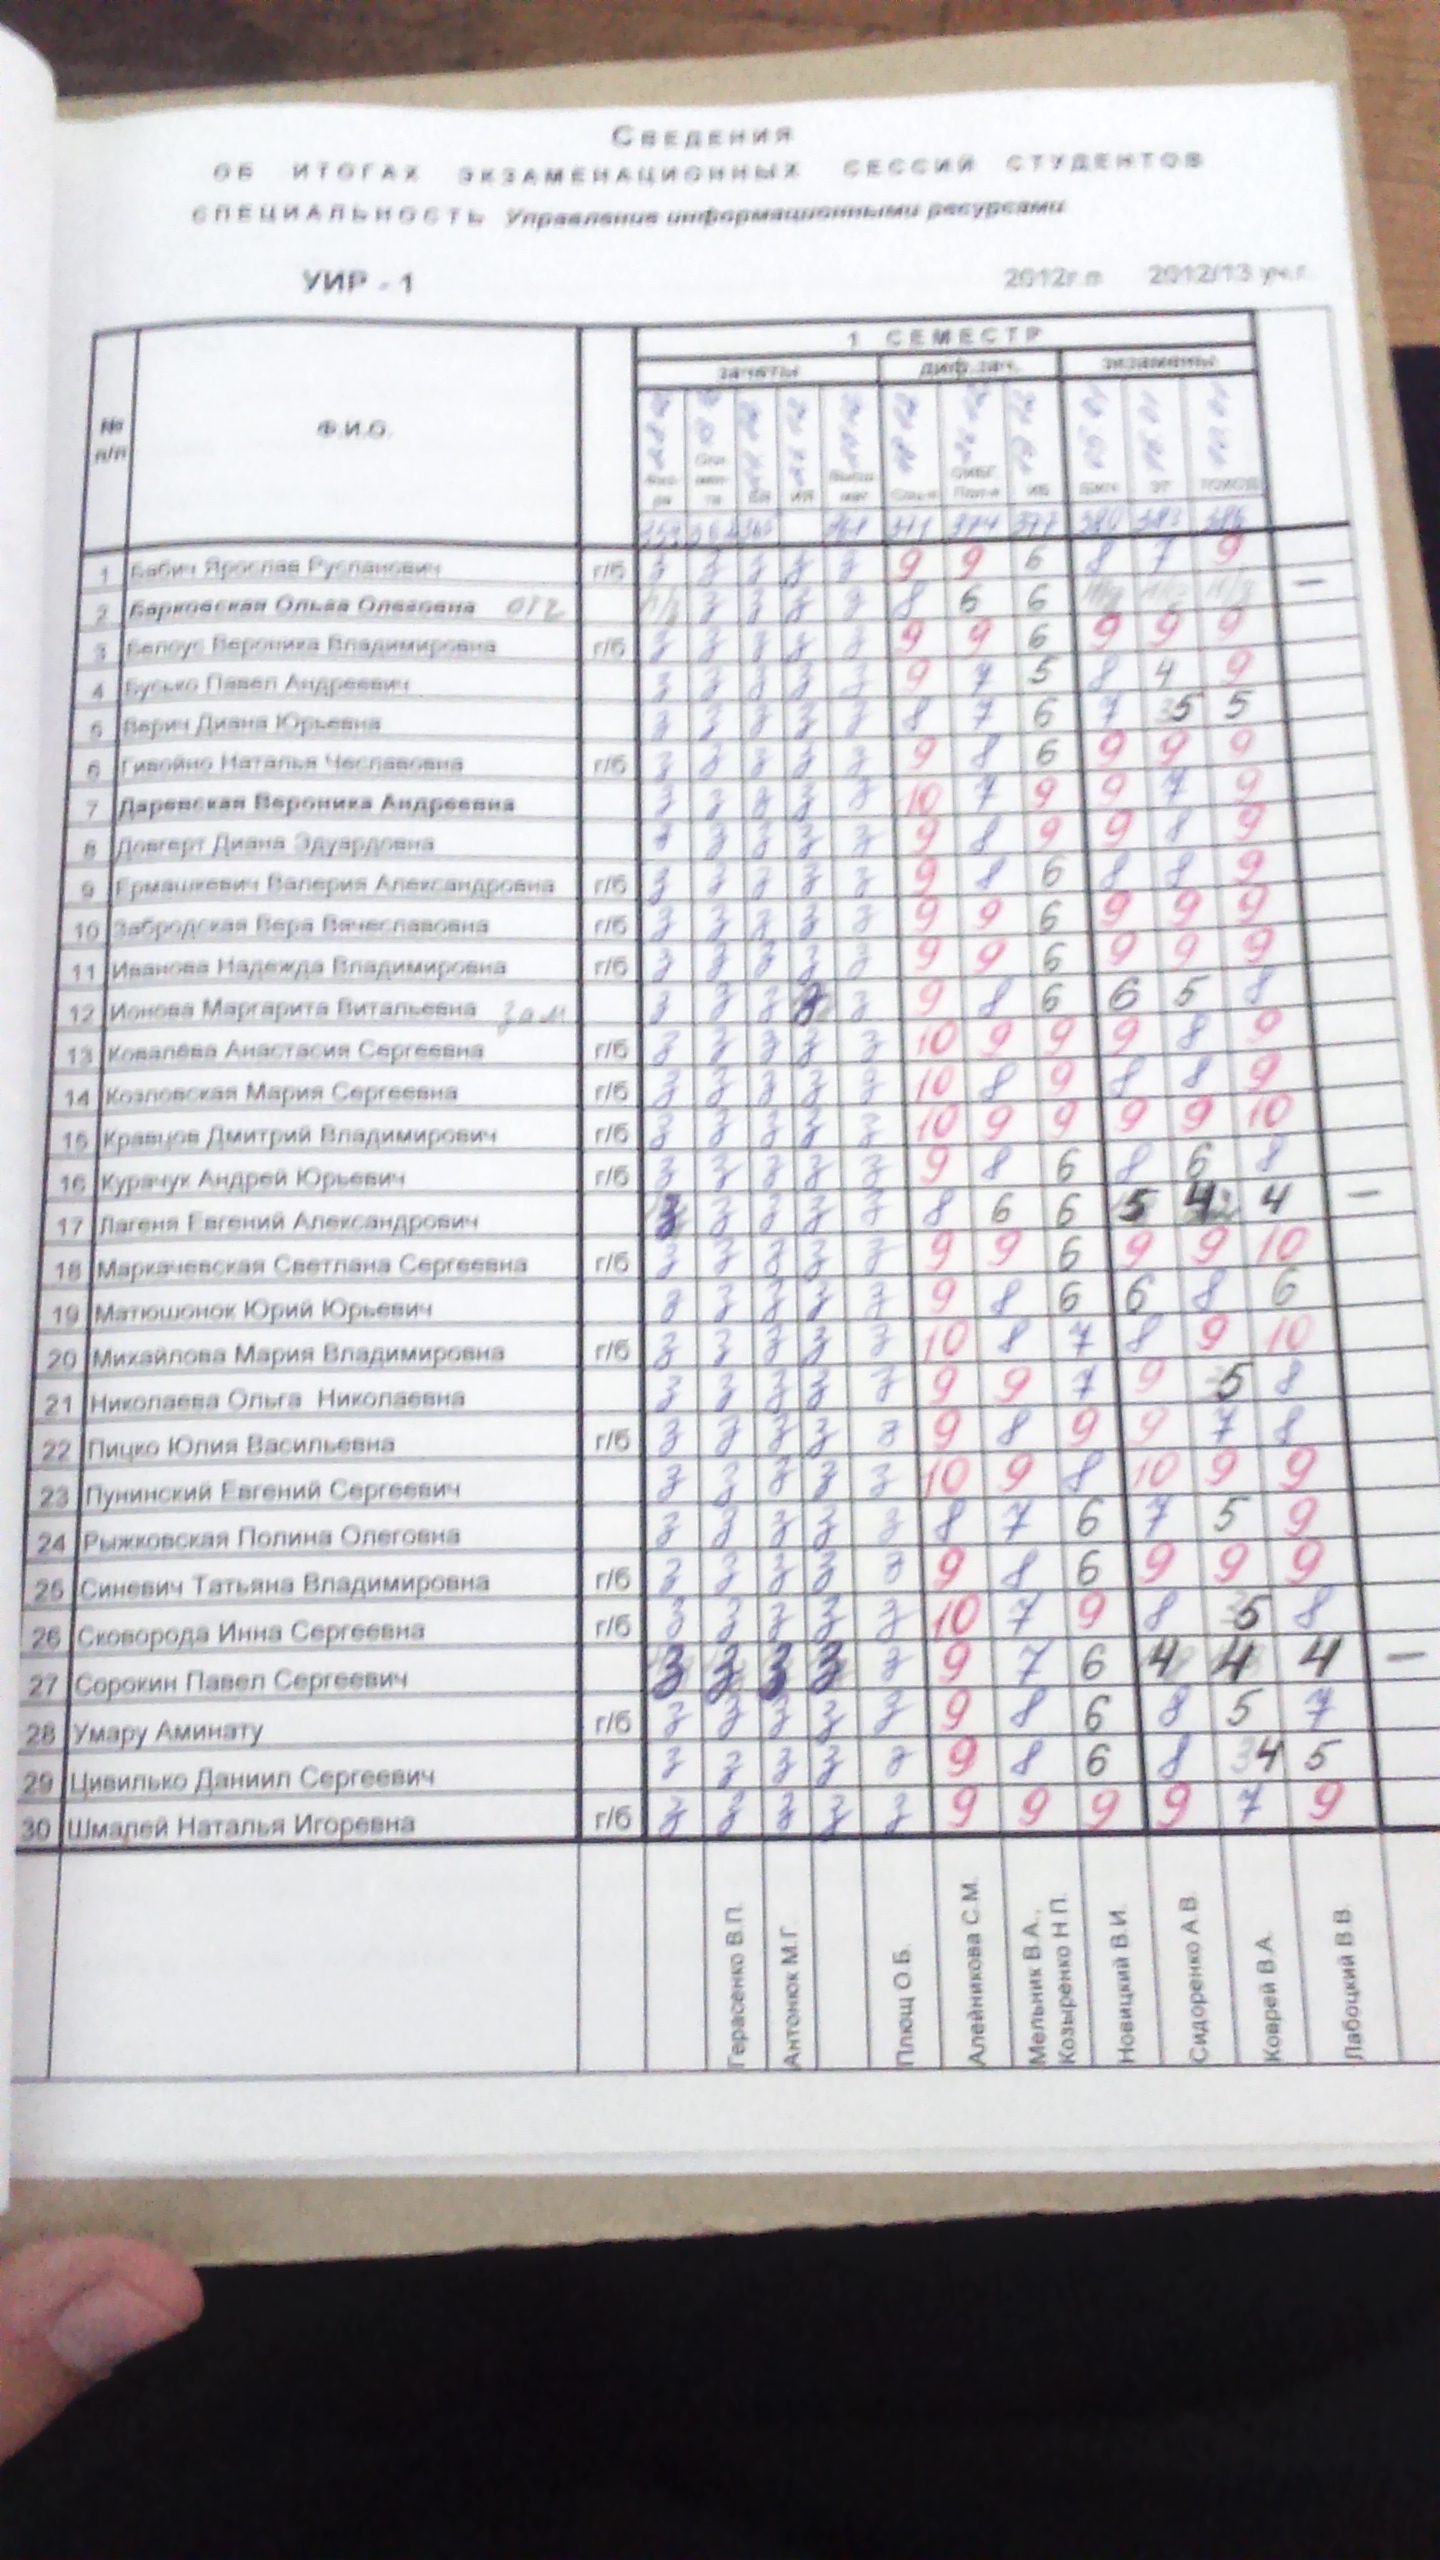 Сведения
об итогах экзаменационных сессий студентов
специальность Управление информационными ресурсами
УИР - 1 2012г.п 2012/13 уч.г.
1 СЕМЕСТР
зачеты диф.зач. экзамены
№ п/п Ф.И.О.
ИЯ ИБ ЭТ
1 Бабич Ярослав Русланович г/б з з з з з 9 9 6 8 7 9
2 Барковская Ольга Олеговна отч н/я з з з з 8 6 6 —
3 Белоус Вероника Владимировна г/б з з з з з 9 9 6 9 9 9
4 Бусько Павел Андреевич з з з з з 9 7 5 8 4 9
5 Верич Диана Юрьевна з з з з з 8 7 6 7 5 5
6 Гивойно Наталья Чеславовна г/б з з з з з 9 8 6 9 9 9
7 Даревская Вероника Андреевна з з з з з 10 7 9 9 7 9
8 Довгерт Диана Эдуардовна з з з з з 9 8 9 9 8 9
9 Ермашкевич Валерия Александровна г/б з з з з з 9 8 6 8 8 9
10 Забродская Вера Вячеславовна г/б з з з з з 9 9 6 9 9 9
11 Иванова Надежда Владимировна г/б з з з з з 9 9 6 9 9 9
12 Ионова Маргарита Витальевна зам з з з з з 9 8 6 6 5 8
13 Ковалёва Анастасия Сергеевна г/б з з з з з 10 9 9 9 8 9
14 Козловская Мария Сергеевна г/б з з з з з 10 8 9 8 8 9
15 Кравцов Дмитрий Владимирович г/б з з з з з 10 9 9 9 9 10
16 Курачук Андрей Юрьевич г/б з з з з з 9 8 6 8 6 8
17 Лагеня Евгений Александрович з з з з з 8 6 6 5 4 4 —
18 Маркачевская Светлана Сергеевна г/б з з з з з 9 9 6 9 9 10
19 Матюшонок Юрий Юрьевич з з з з з 9 8 6 6 8 6
20 Михайлова Мария Владимировна г/б з з з з з 10 8 7 8 9 10
21 Николаева Ольга Николаевна з з з з з 9 9 7 9 5 8
22 Пицко Юлия Васильевна г/б з з з з з 9 8 9 9 7 8
23 Пунинский Евгений Сергеевич з з з з з 10 9 8 10 9 9
24 Рыжковская Полина Олеговна з з з з з 8 7 6 7 5 9
25 Синевич Татьяна Владимировна г/б з з з з з 9 8 6 9 9 9
26 Сковорода Инна Сергеевна г/б з з з з з 10 7 9 8 5 8
27 Сорокин Павел Сергеевич з з з з з 9 7 6 4 4 4 —
28 Умару Аминату г/б з з з з з 9 8 6 8 5 7
29 Цивилько Даниил Сергеевич з з з з з 9 8 6 8 4 5
30 Шмалей Наталья Игоревна г/б з з з з з 9 9 9 9 7 9
Герасенко В.П.
Антонюк М.Г.
Плющ О.Б.
Алейникова С.М.
Мельник В.А.,
Козыренко Н.П.
Новицкий В.И.
Сидоренко А.В.
Коврей В.А.
Лабоцкий В.В.